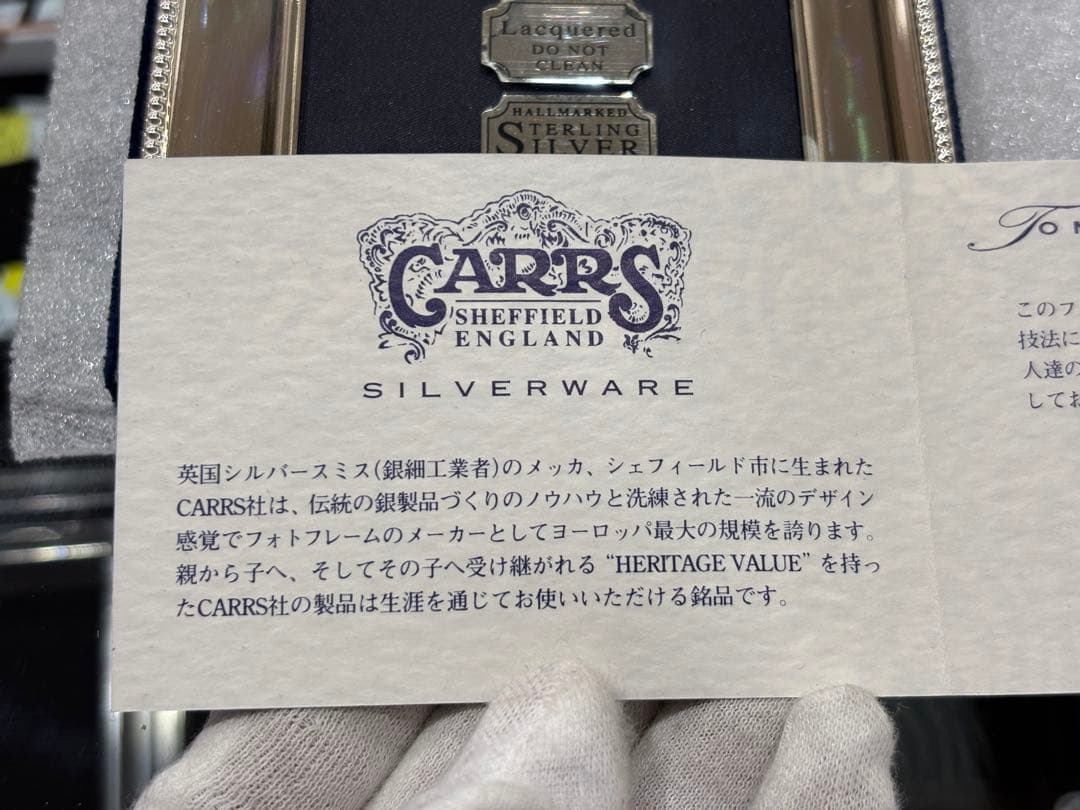 Lacquered
DO NOT
CLEAN
HALLMARKED
STERLING
SILVER
CARRS
SHEFFIELD
ENGLAND
SILVERWARE
英国シルバースミス(銀細工業者)のメッカ、シェフィールド市に生まれた
CARRS社は、伝統の銀製品づくりのノウハウと洗練された一流のデザイン
感覚でフォトフレームのメーカーとしてヨーロッパ最大の規模を誇ります。
親から子へ、そしてその子へ受け継がれる “HERITAGE VALUE” を持っ
たCARRS社の製品は生涯を通じてお使いいただける銘品です。
TO
このフ
技法に
人達の
してお